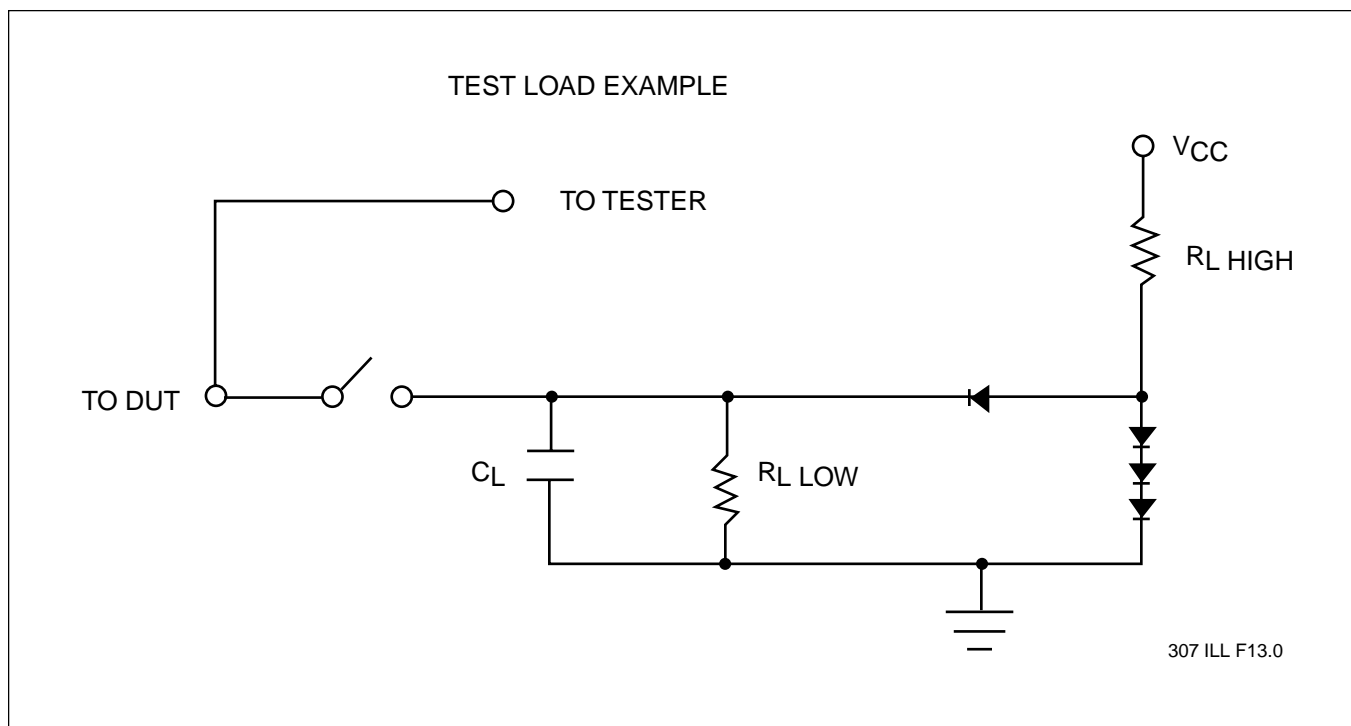 TEST LOAD EXAMPLE
VCC
TO TESTER
RL HIGH
TO DUT
CL
RL LOW
307 ILL F13.0